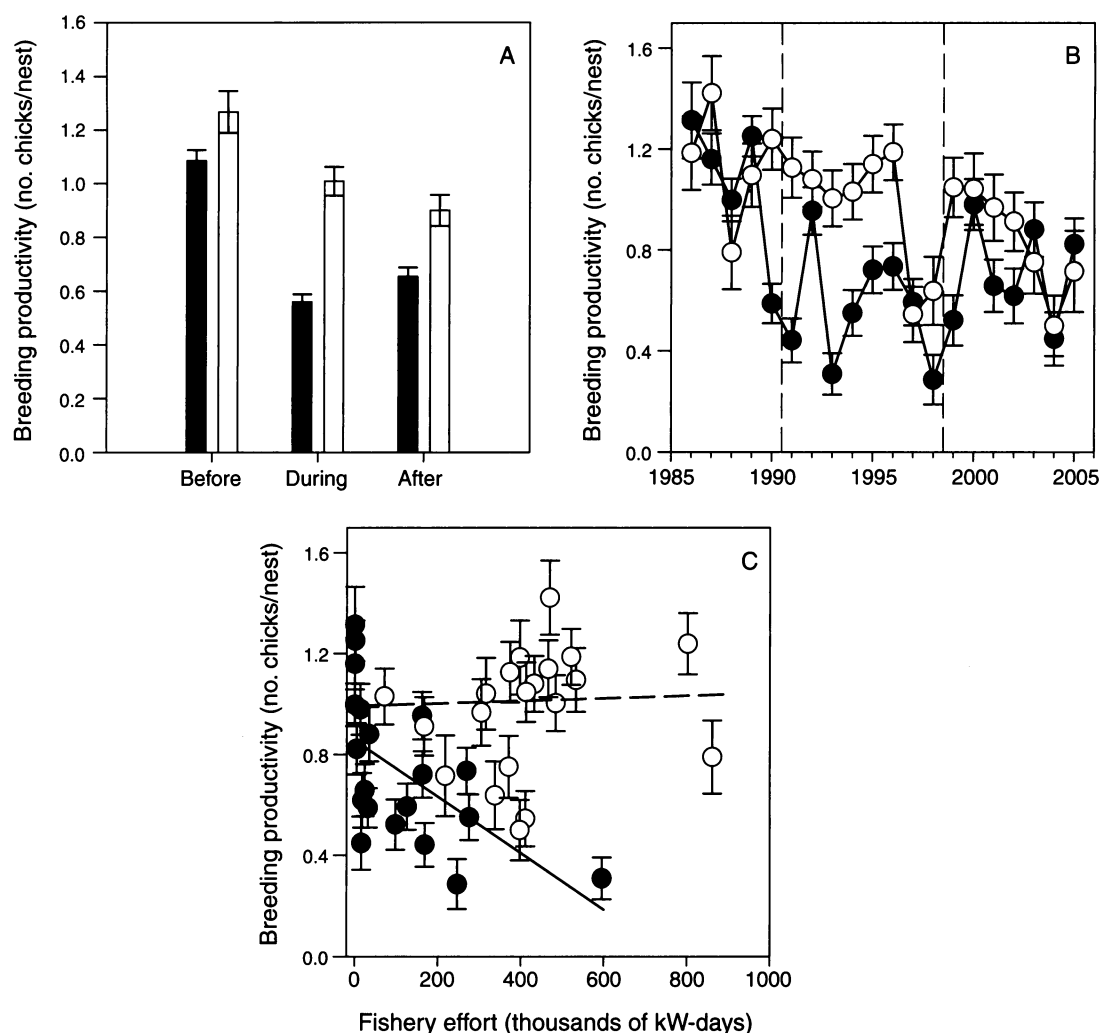 A
Breeding productivity (no. chicks/nest)
1.6
1.4
1.2
1.0
0.8
0.6
0.4
0.2
0.0
Before During After
B
Breeding productivity (no. chicks/nest)
1.6
1.2
0.8
0.4
0.0
1985 1990 1995 2000 2005
C
Breeding productivity (no. chicks/nest)
1.6
1.2
0.8
0.4
0.0
0 200 400 600 800 1000
Fishery effort (thousands of kW-days)